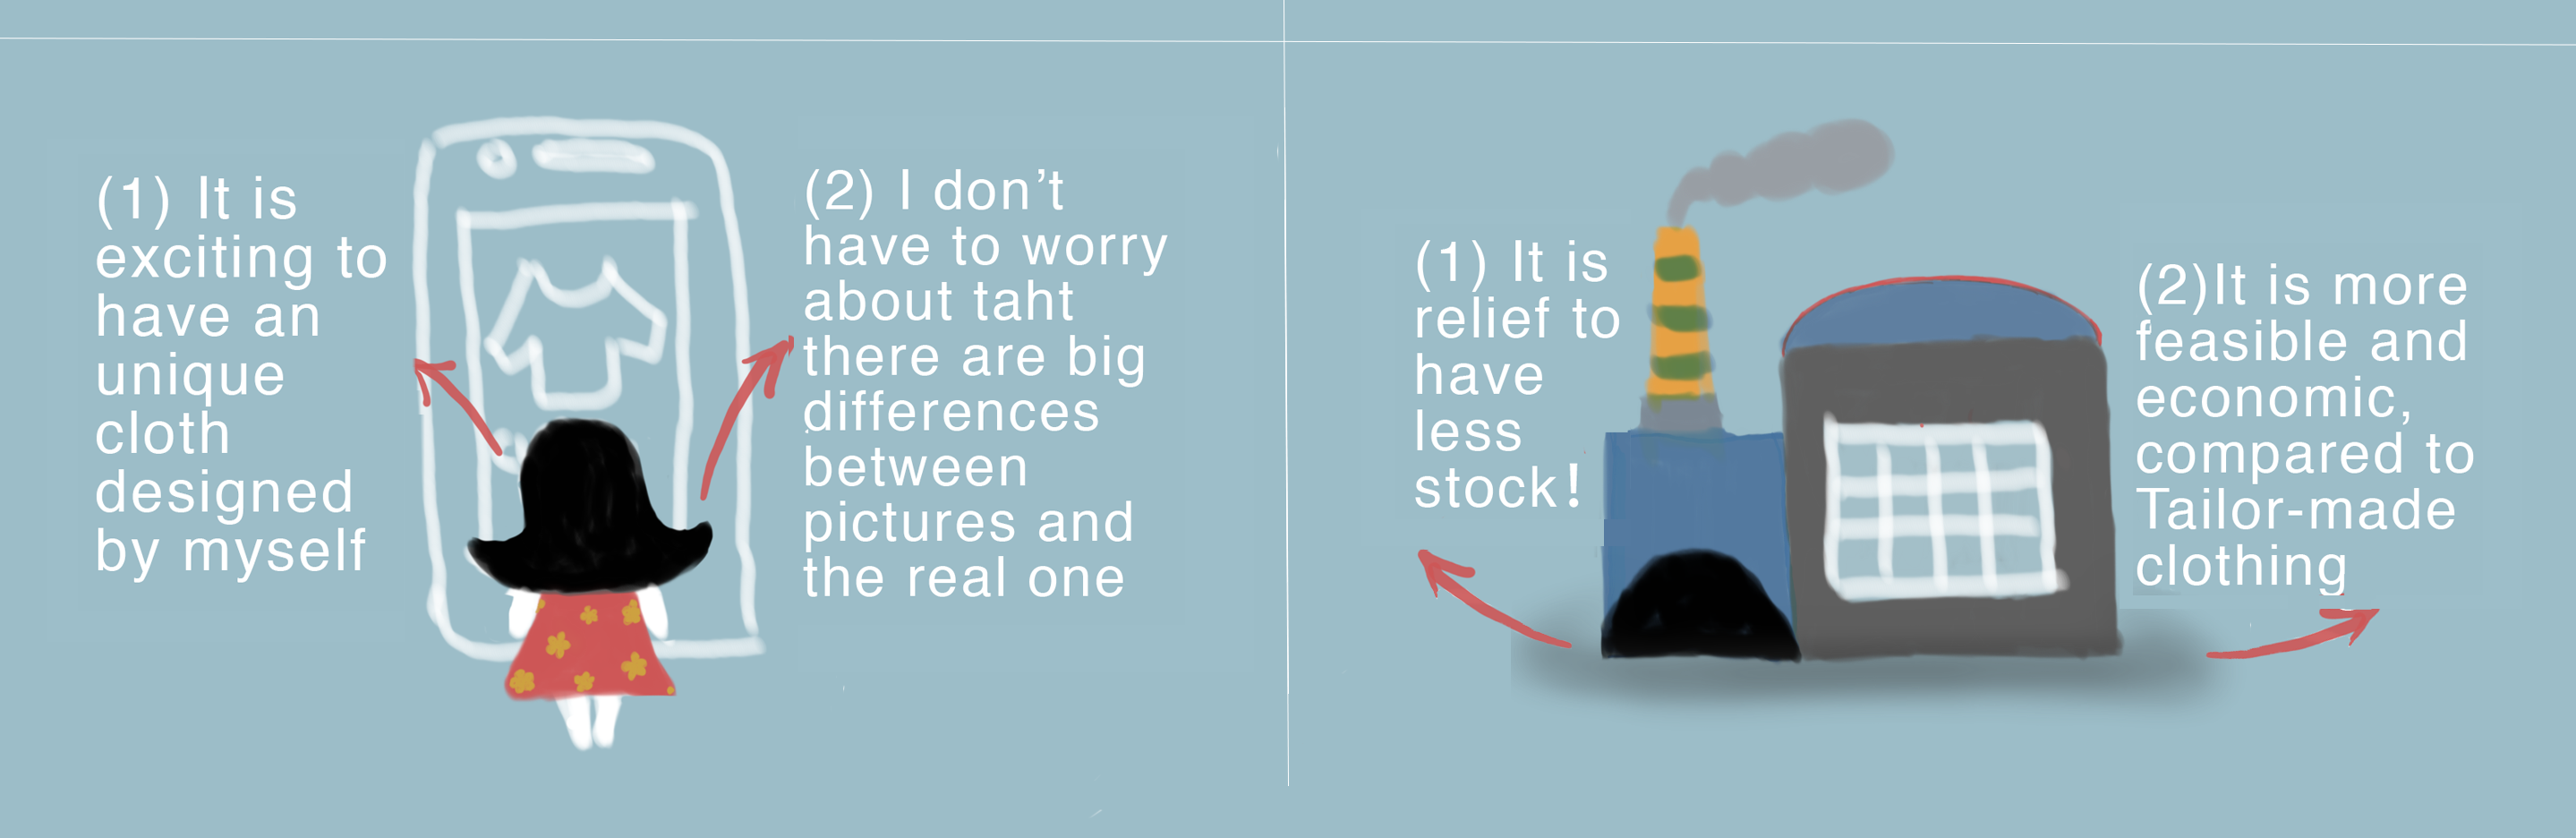 (1) It is
exciting to
have an
unique
cloth
designed
by myself
(2) I don’t
have to worry
about taht
there are big
differences
between
pictures and
the real one
(1) It is
relief to
have
less
stock!
(2)It is more
feasible and
economic,
compared to
Tailor-made
clothing